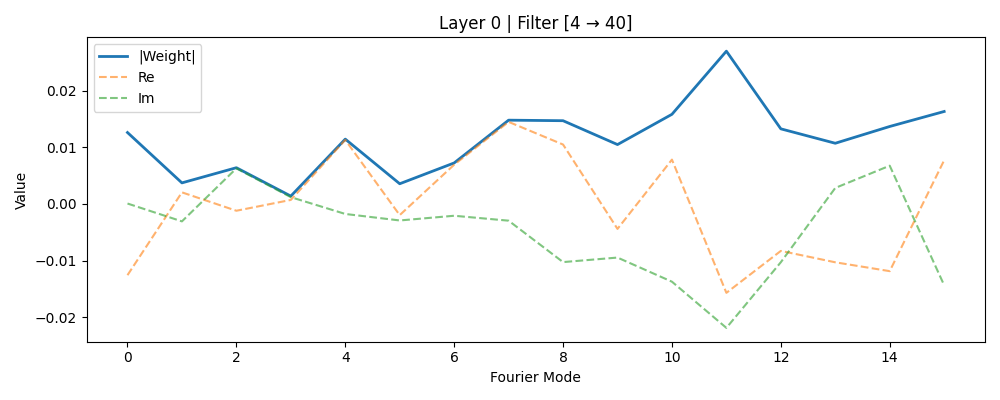 Layer 0 | Filter [4 → 40]
|Weight|
Re
Im
Value
0.02
0.01
0.00
−0.01
−0.02
0 2 4 6 8 10 12 14
Fourier Mode